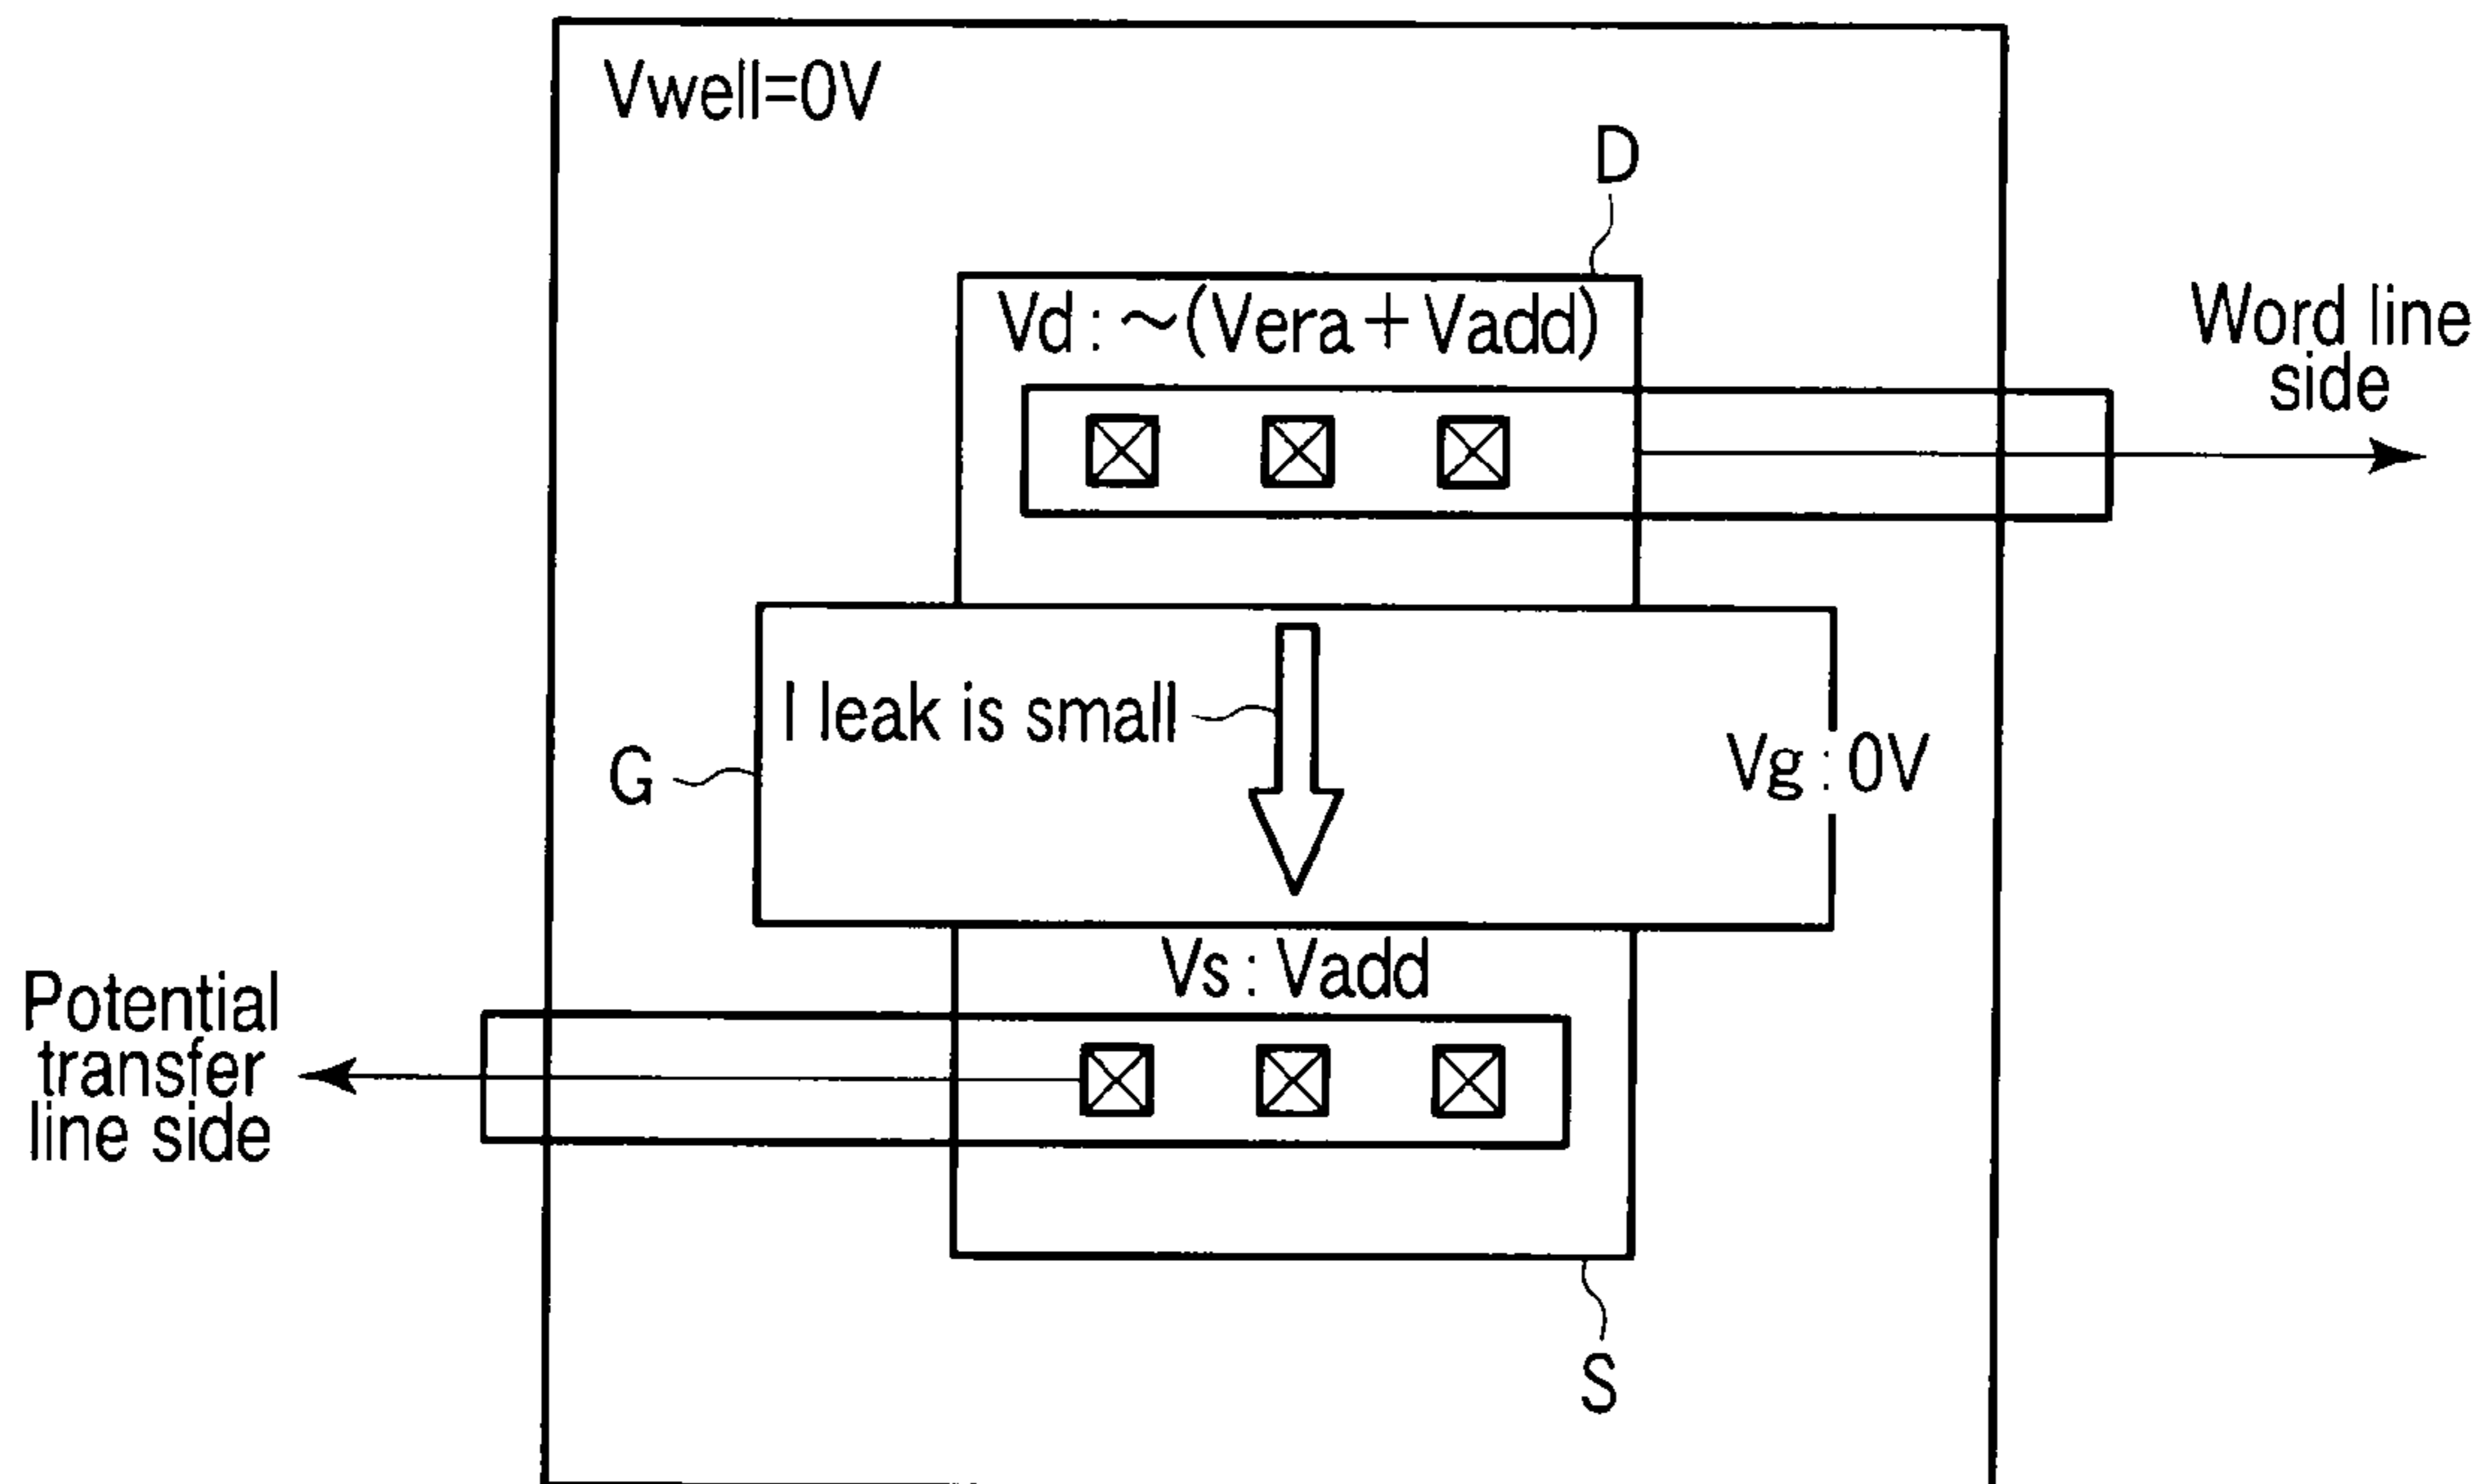 Vwell=0V
D
Vd : ~(Vera + Vadd)
Word line
side
I leak is small
G
Vg : 0V
Vs : Vadd
Potential
transfer
line side
S